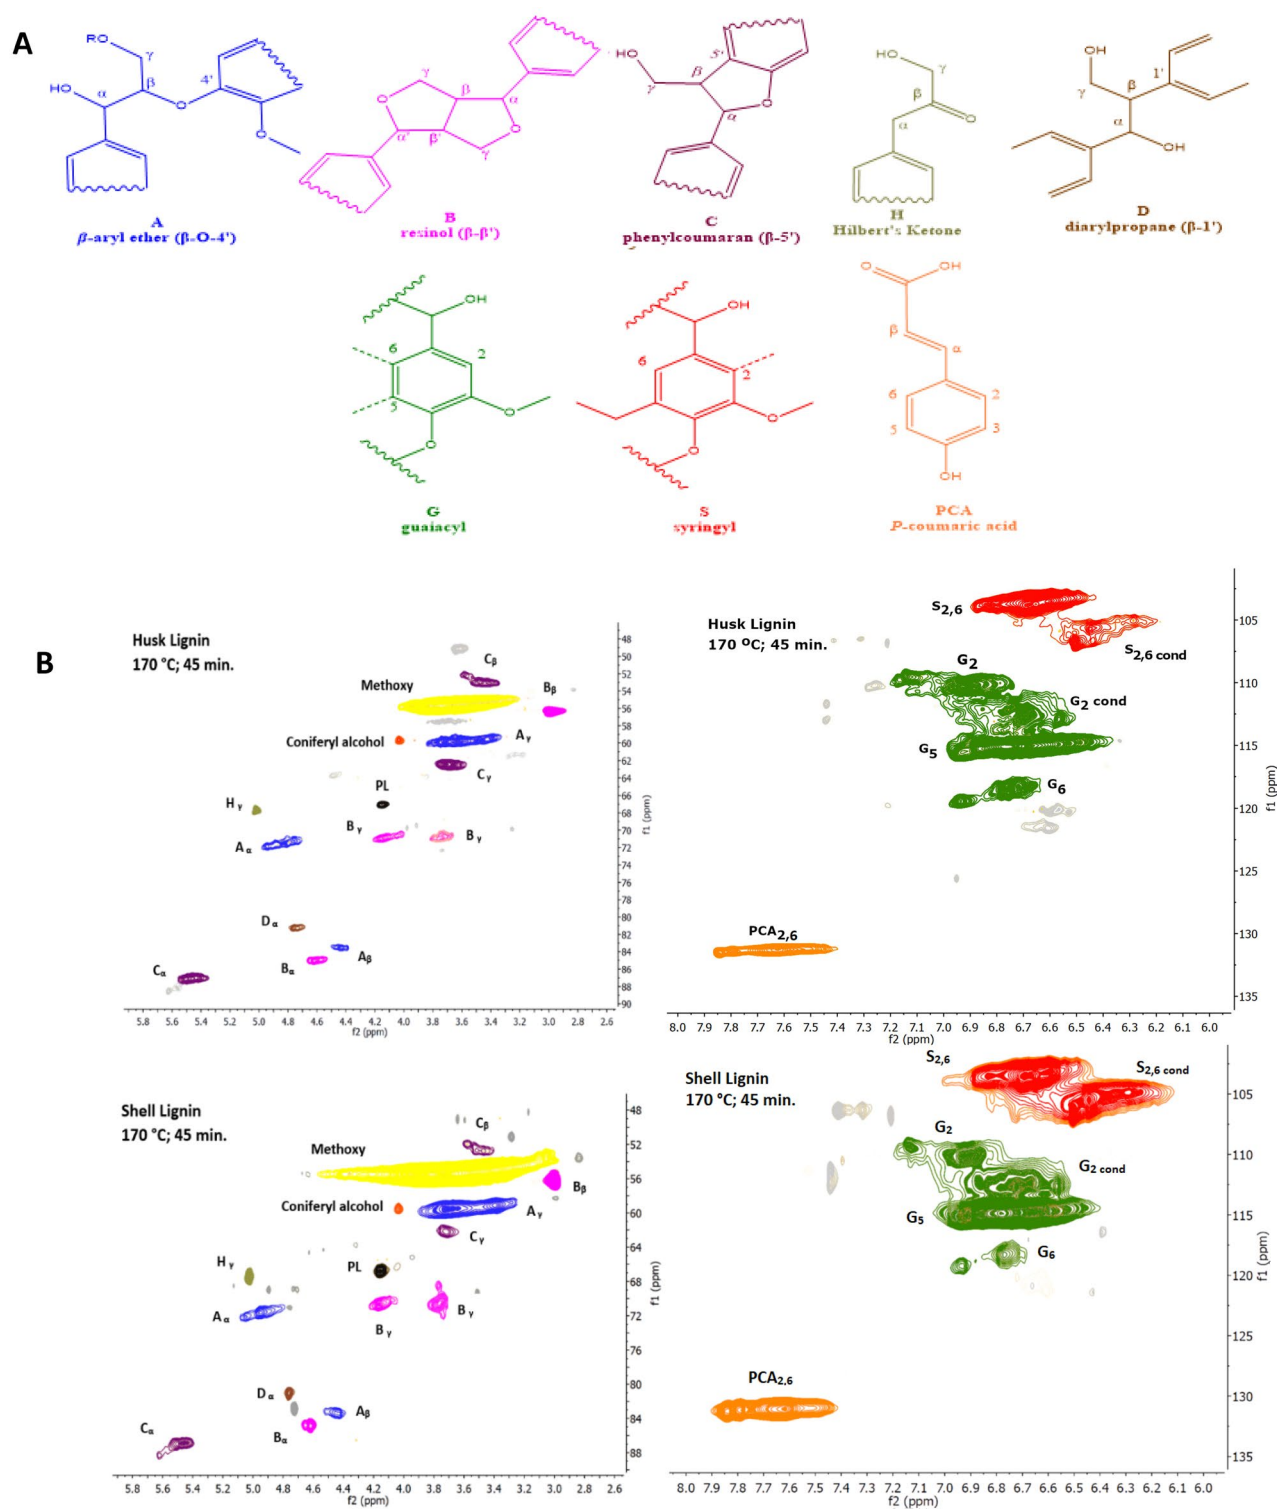 A
RO
γ
HO
α
β
4'
O
O
A
β-aryl ether (β-O-4')
γ
β
α
O
O
α'
β'
γ
B
resinol (β-β')
HO
5'
β
γ
α
O
C
phenylcoumaran (β-5')
HO
γ
β
α
O
H
Hilbert's Ketone
OH
1'
γ
β
α
OH
D
diarylpropane (β-1')
OH
6
2
5
O
O
G
guaiacyl
OH
6
2
O
O
S
syringyl
O
OH
β
α
6
2
5
3
OH
PCA
P-coumaric acid
B
Husk Lignin
170 °C; 45 min.
Cβ
Methoxy
Bβ
Coniferyl alcohol
Aγ
Cγ
PL
Hγ
Bγ
Bγ
Aα
Dα
Aβ
Bα
Cα
48
50
52
54
56
58
60
62
64
66
68
70
72
74
76
78
80
82
84
86
88
90
f1 (ppm)
5.8 5.6 5.4 5.2 5.0 4.8 4.6 4.4 4.2 4.0 3.8 3.6 3.4 3.2 3.0 2.8 2.6
f2 (ppm)
Husk Lignin
170 ºC; 45 min.
S2,6
S2,6 cond
G2
G2 cond
G5
G6
PCA2,6
105
110
115
120
125
130
135
f1 (ppm)
8.0 7.9 7.8 7.7 7.6 7.5 7.4 7.3 7.2 7.1 7.0 6.9 6.8 6.7 6.6 6.5 6.4 6.3 6.2 6.1 6.0
f2 (ppm)
Shell Lignin
170 °C; 45 min.
Cβ
Methoxy
Bβ
Coniferyl alcohol
Aγ
Cγ
Hγ
PL
Aα
Bγ
Bγ
Dα
Aβ
Cα
Bα
48
52
56
60
64
68
72
76
80
84
88
f1 (ppm)
5.8 5.6 5.4 5.2 5.0 4.8 4.6 4.4 4.2 4.0 3.8 3.6 3.4 3.2 3.0 2.8 2.6
f2 (ppm)
Shell Lignin
170 °C; 45 min.
S2,6
S2,6 cond
G2
G2 cond
G5
G6
PCA2,6
105
110
115
120
125
130
135
f1 (ppm)
8.0 7.9 7.8 7.7 7.6 7.5 7.4 7.3 7.2 7.1 7.0 6.9 6.8 6.7 6.6 6.5 6.4 6.3 6.2 6.1 6.0
f2 (ppm)